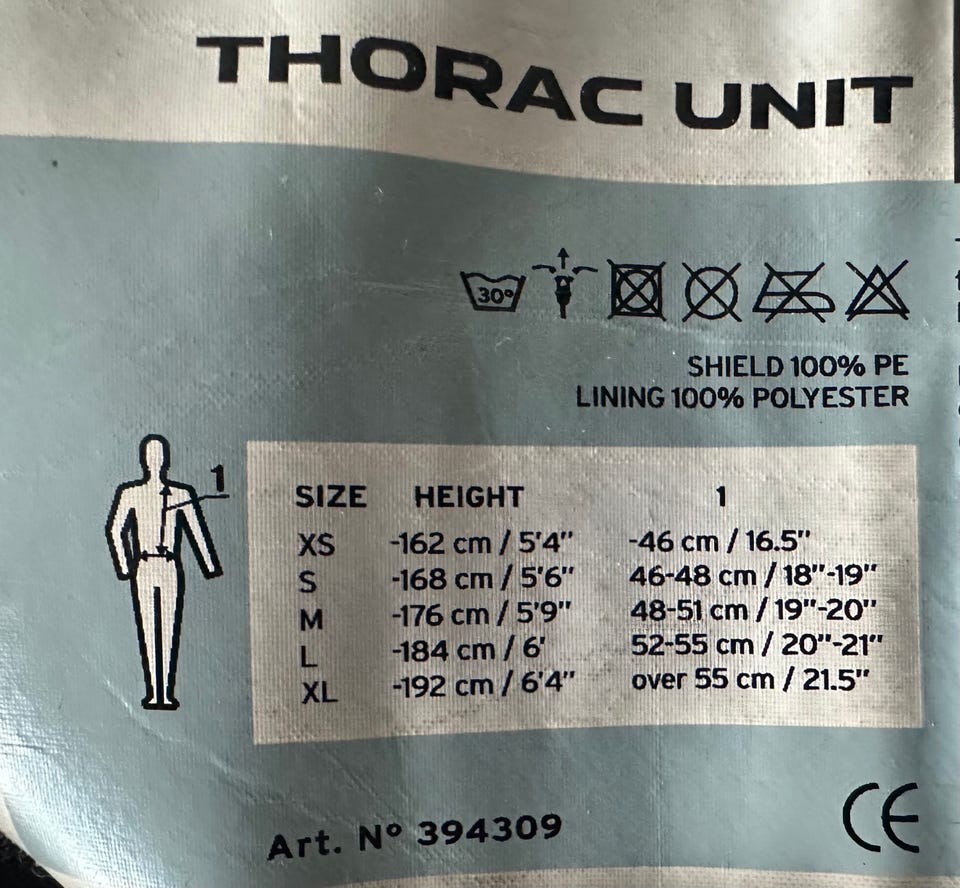 THORAC UNIT
30°
SHIELD 100% PE
LINING 100% POLYESTER
1
SIZE HEIGHT 1
XS -162 cm / 5'4" -46 cm / 16.5"
S -168 cm / 5'6" 46-48 cm / 18"-19"
M -176 cm / 5'9" 48-51 cm / 19"-20"
L -184 cm / 6' 52-55 cm / 20"-21"
XL -192 cm / 6'4" over 55 cm / 21.5"
Art. N° 394309
CE